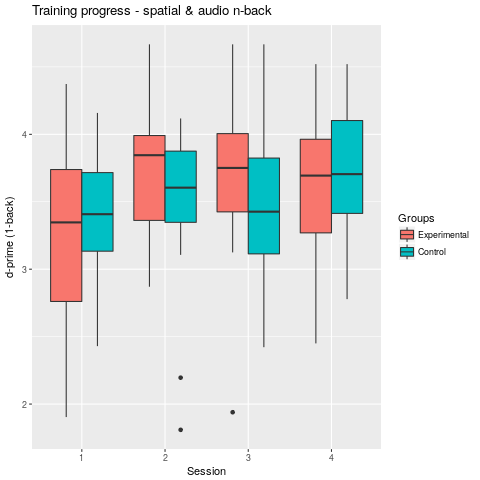 Training progress - spatial & audio n-back
d-prime (1-back)
4
3
2
1 2 3 4
Session
Groups
Experimental
Control